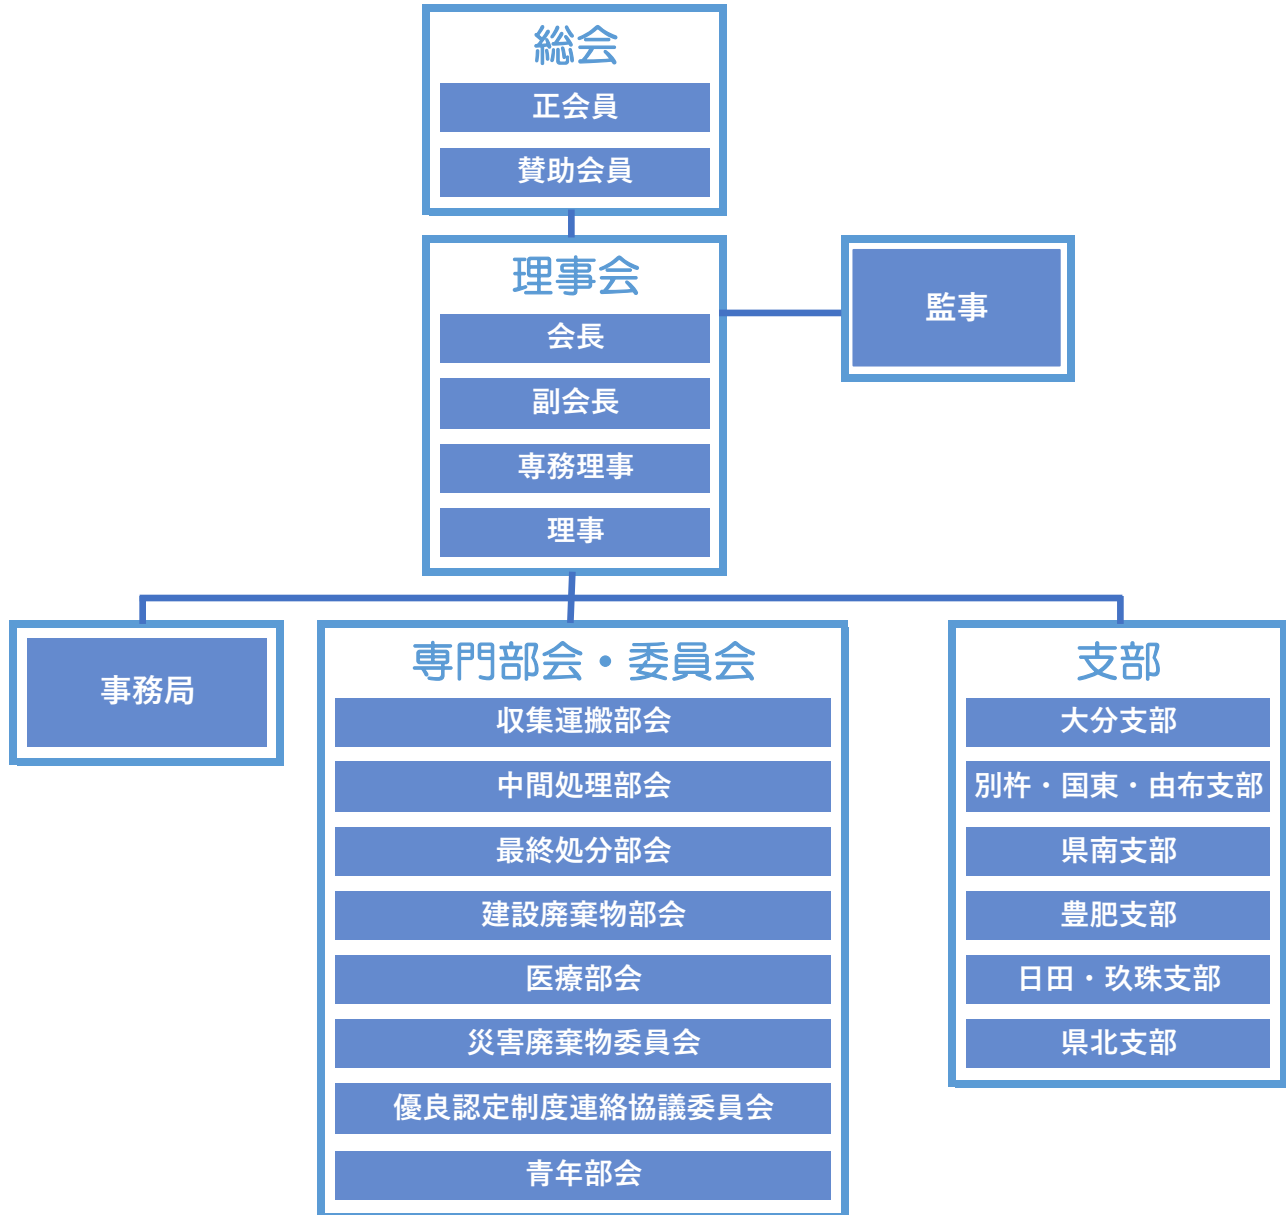 総会
正会員
賛助会員
理事会
会長
副会長
専務理事
理事
監事
事務局
専門部会・委員会
収集運搬部会
中間処理部会
最終処分部会
建設廃棄物部会
医療部会
災害廃棄物委員会
優良認定制度連絡協議委員会
青年部会
支部
大分支部
別杵・国東・由布支部
県南支部
豊肥支部
日田・玖珠支部
県北支部